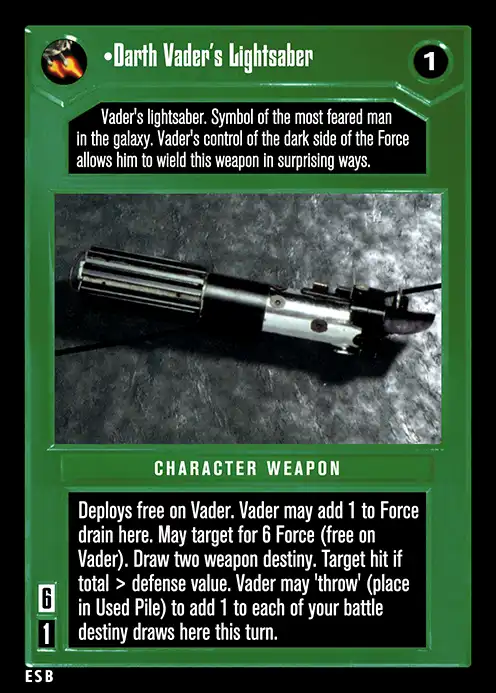 •Darth Vader's Lightsaber
1
Vader's lightsaber. Symbol of the most feared man
in the galaxy. Vader's control of the dark side of the Force
allows him to wield this weapon in surprising ways.
CHARACTER WEAPON
Deploys free on Vader. Vader may add 1 to Force
drain here. May target for 6 Force (free on
Vader). Draw two weapon destiny. Target hit if
total > defense value. Vader may 'throw' (place
in Used Pile) to add 1 to each of your battle
destiny draws here this turn.
6
1
ESB